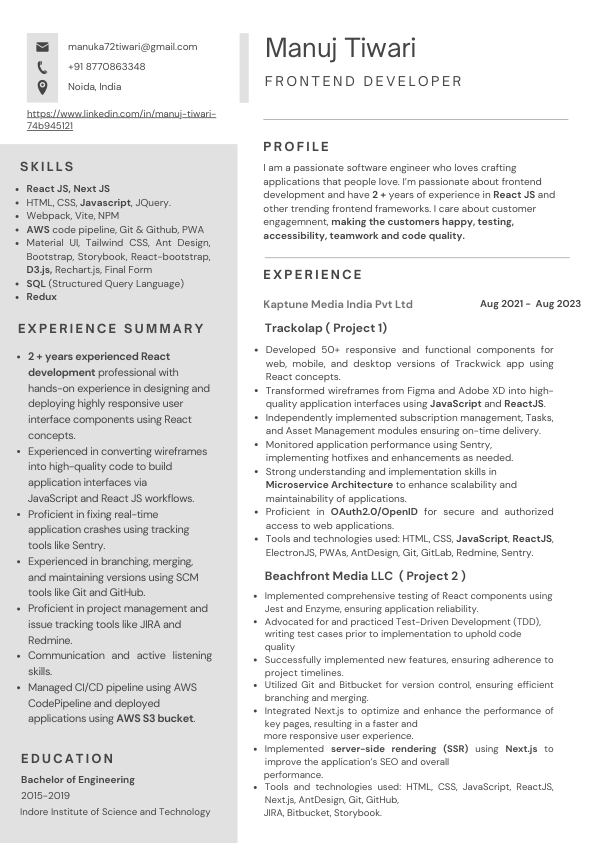 manuka72tiwari@gmail.com
+91 8770863348
Noida, India
https://www.linkedin.com/in/manuj-tiwari-
74b945121
SKILLS
React JS, Next JS
HTML, CSS, Javascript, JQuery.
Webpack, Vite, NPM
AWS code pipeline, Git & Github, PWA
Material UI, Tailwind CSS, Ant Design,
Bootstrap, Storybook, React-bootstrap,
D3.js, Rechart.js, Final Form
SQL (Structured Query Language)
Redux
EXPERIENCE SUMMARY
2 + years experienced React
development professional with
hands-on experience in designing and
deploying highly responsive user
interface components using React
concepts.
Experienced in converting wireframes
into high-quality code to build
application interfaces via
JavaScript and React JS workflows.
Proficient in fixing real-time
application crashes using tracking
tools like Sentry.
Experienced in branching, merging,
and maintaining versions using SCM
tools like Git and GitHub.
Proficient in project management and
issue tracking tools like JIRA and
Redmine.
Communication and active listening
skills.
Managed CI/CD pipeline using AWS
CodePipeline and deployed
applications using AWS S3 bucket.
EDUCATION
Bachelor of Engineering
2015-2019
Indore Institute of Science and Technology
Manuj Tiwari
FRONTEND DEVELOPER
PROFILE
I am a passionate software engineer who loves crafting
applications that people love. I'm passionate about frontend
development and have 2 + years of experience in React JS and
other trending frontend frameworks. I care about customer
engagemnent, making the customers happy, testing,
accessibility, teamwork and code quality.
EXPERIENCE
Kaptune Media India Pvt Ltd Aug 2021 - Aug 2023
Trackolap ( Project 1)
Developed 50+ responsive and functional components for
web, mobile, and desktop versions of Trackwick app using
React concepts.
Transformed wireframes from Figma and Adobe XD into high-
quality application interfaces using JavaScript and ReactJS.
Independently implemented subscription management, Tasks,
and Asset Management modules ensuring on-time delivery.
Monitored application performance using Sentry,
implementing hotfixes and enhancements as needed.
Strong understanding and implementation skills in
Microservice Architecture to enhance scalability and
maintainability of applications.
Proficient in OAuth2.0/OpenID for secure and authorized
access to web applications.
Tools and technologies used: HTML, CSS, JavaScript, ReactJS,
ElectronJS, PWAs, AntDesign, Git, GitLab, Redmine, Sentry.
Beachfront Media LLC ( Project 2 )
Implemented comprehensive testing of React components using
Jest and Enzyme, ensuring application reliability.
Advocated for and practiced Test-Driven Development (TDD),
writing test cases prior to implementation to uphold code
quality
Successfully implemented new features, ensuring adherence to
project timelines.
Utilized Git and Bitbucket for version control, ensuring efficient
branching and merging.
Integrated Next.js to optimize and enhance the performance of
key pages, resulting in a faster and
more responsive user experience.
Implemented server-side rendering (SSR) using Next.js to
improve the application's SEO and overall
performance.
Tools and technologies used: HTML, CSS, JavaScript, ReactJS,
Next.js, AntDesign, Git, GitHub,
JIRA, Bitbucket, Storybook.